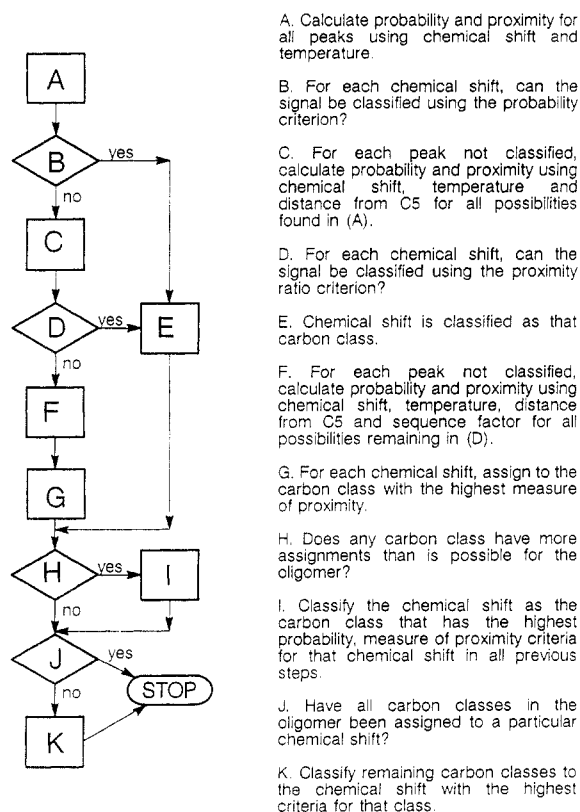 A
B
yes
no
C
D
yes
E
no
F
G
H
yes
I
no
J
yes
no
STOP
K
A. Calculate probability and proximity for
all peaks using chemical shift and
temperature.
B. For each chemical shift, can the
signal be classified using the probability
criterion?
C. For each peak not classified,
calculate probability and proximity using
chemical shift, temperature and
distance from C5 for all possibilities
found in (A).
D. For each chemical shift, can the
signal be classified using the proximity
ratio criterion?
E. Chemical shift is classified as that
carbon class.
F. For each peak not classified,
calculate probability and proximity using
chemical shift, temperature, distance
from C5 and sequence factor for all
possibilities remaining in (D).
G. For each chemical shift, assign to the
carbon class with the highest measure
of proximity.
H. Does any carbon class have more
assignments than is possible for the
oligomer?
I. Classify the chemical shift as the
carbon class that has the highest
probability, measure of proximity criteria
for that chemical shift in all previous
steps.
J. Have all carbon classes in the
oligomer been assigned to a particular
chemical shift?
K. Classify remaining carbon classes to
the chemical shift with the highest
criteria for that class.